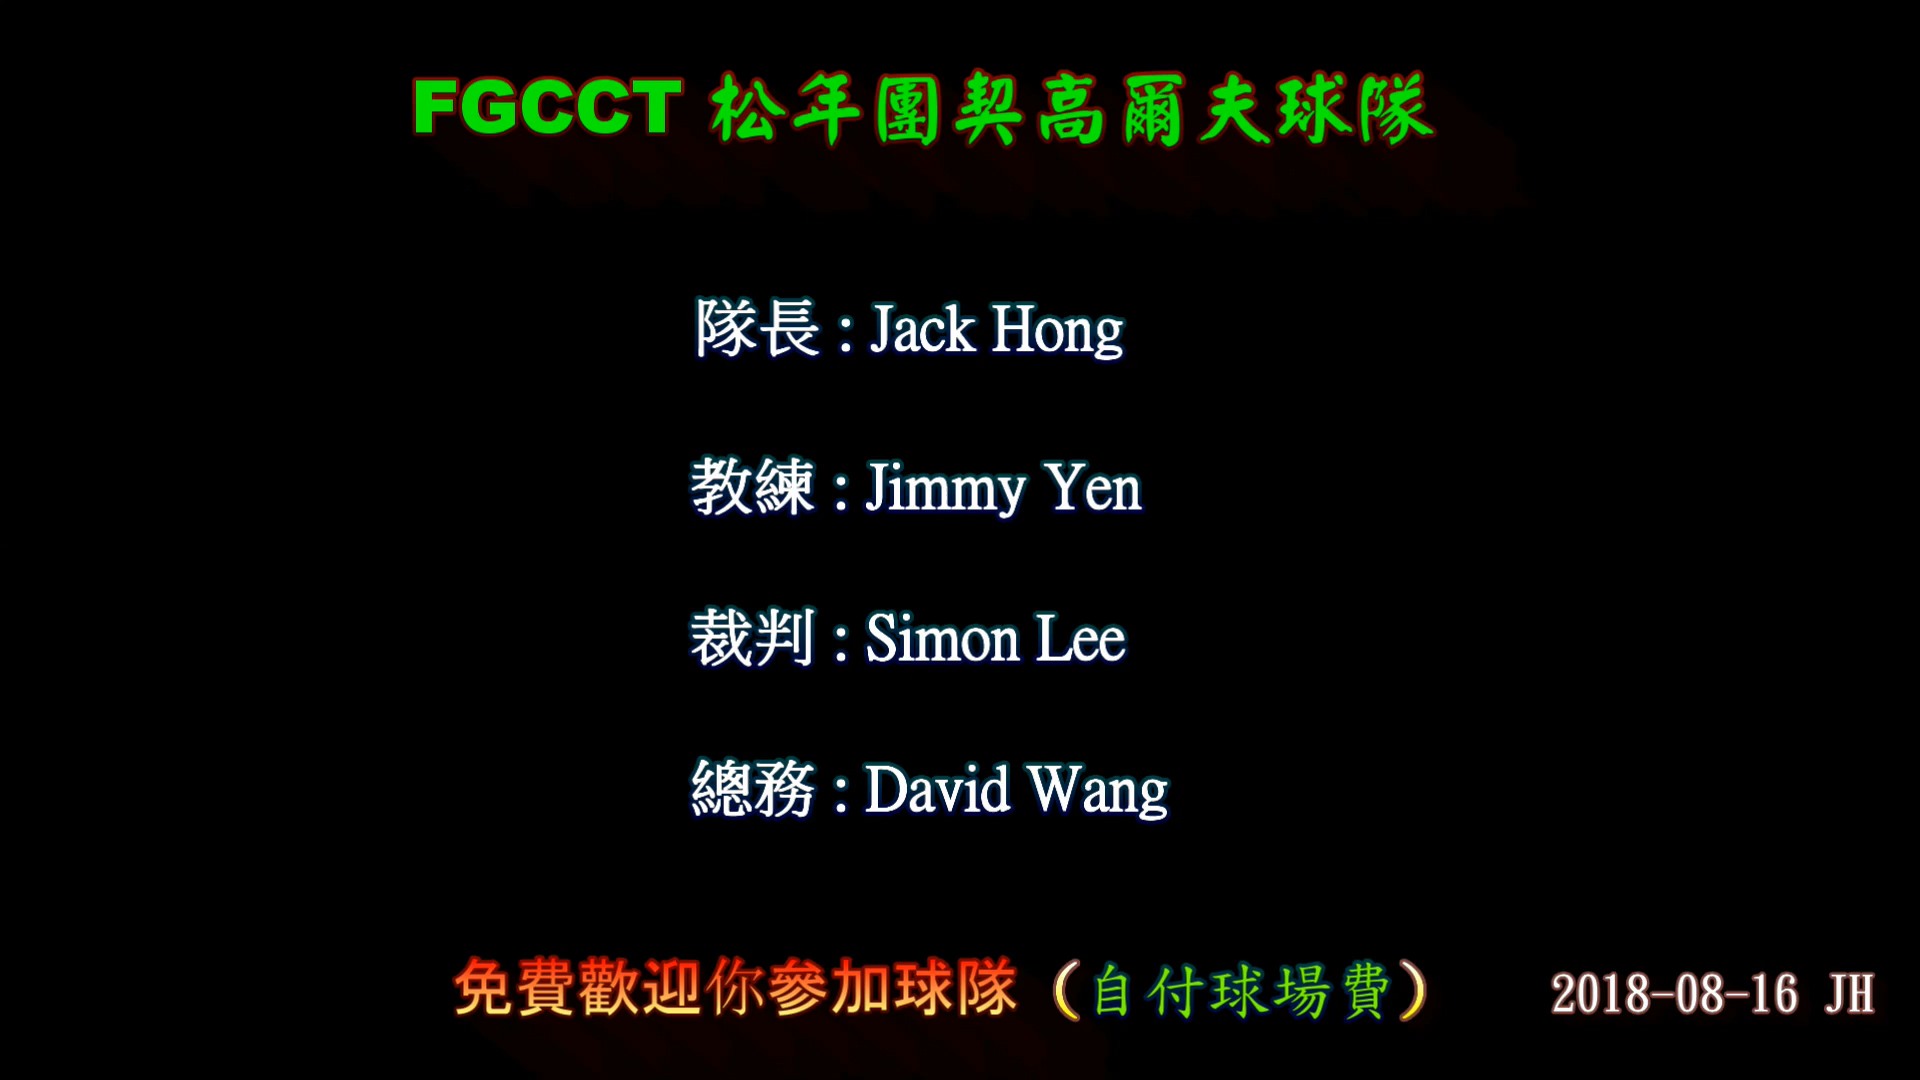 FGCCT 松年團契高爾夫球隊
隊長 : Jack Hong
教練 : Jimmy Yen
裁判 : Simon Lee
總務 : David Wang
免費歡迎你參加球隊（自付球場費）
2018-08-16 JH